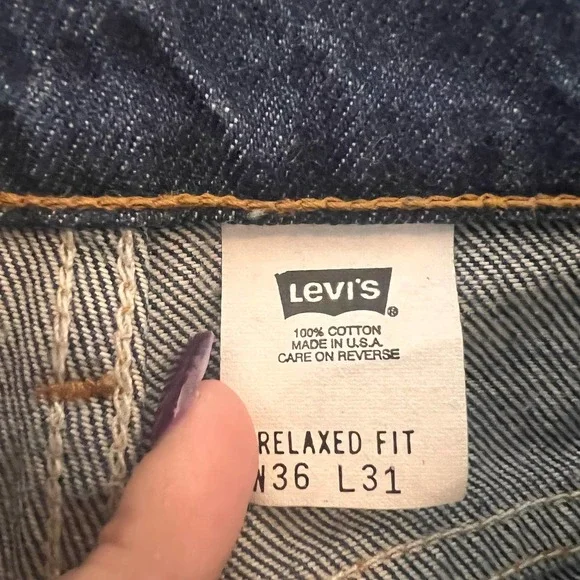 Levi's
®
100% COTTON
MADE IN U.S.A.
CARE ON REVERSE
RELAXED FIT
W36 L31